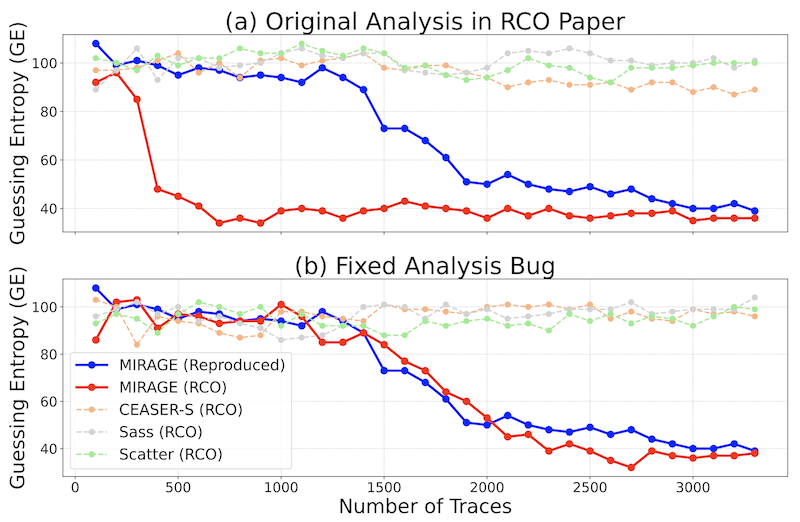 (a) Original Analysis in RCO Paper
Guessing Entropy (GE)
100
80
60
40
(b) Fixed Analysis Bug
Guessing Entropy (GE)
100
80
60
40
MIRAGE (Reproduced)
MIRAGE (RCO)
CEASER-S (RCO)
Sass (RCO)
Scatter (RCO)
0 500 1000 1500 2000 2500 3000
Number of Traces